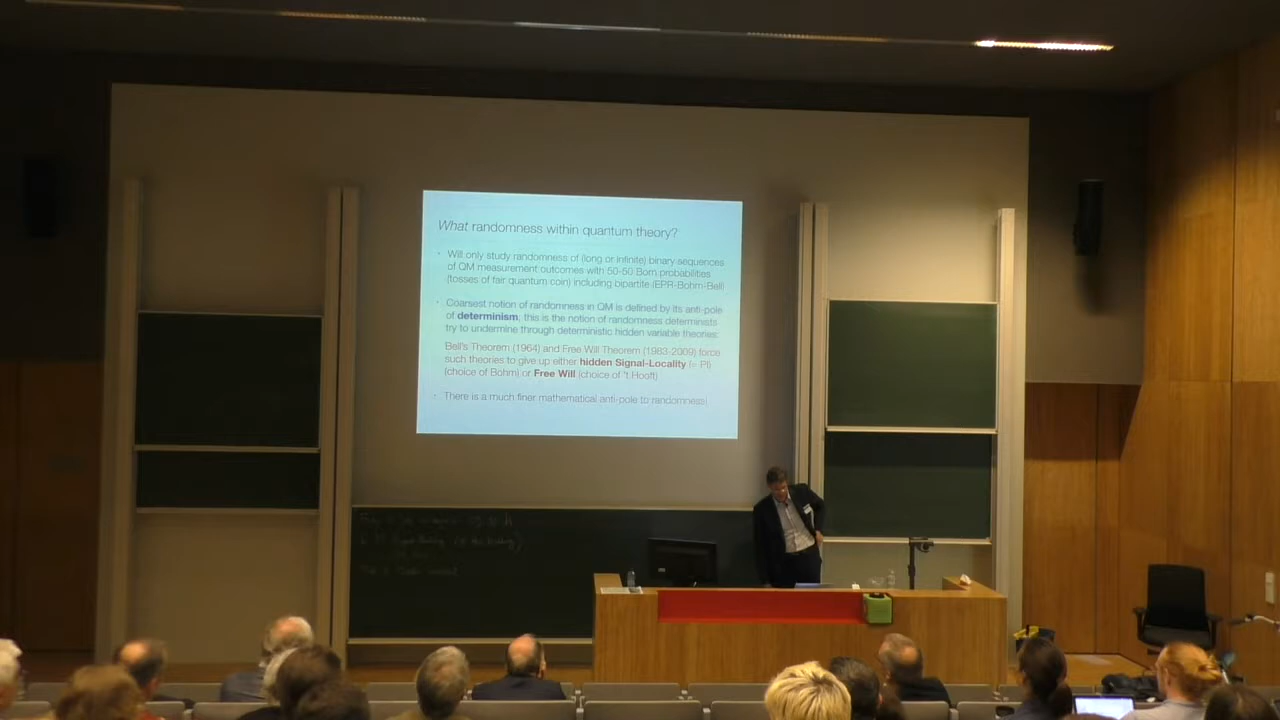 What randomness within quantum theory?
• Will only study randomness of (long or infinite) binary sequences
of QM measurement outcomes with 50-50 Born probabilities
(tosses of fair quantum coin) including bipartite (EPR-Bohm-Bell)
• Coarsest notion of randomness in QM is defined by its anti-pole
of determinism; this is the notion of randomness determinists
try to undermine through deterministic hidden variable theories:
Bell's Theorem (1964) and Free Will Theorem (1983-2009) force
such theories to give up either hidden Signal-Locality (= PI)
(choice of Bohm) or Free Will (choice of 't Hooft)
• There is a much finer mathematical anti-pole to randomness!